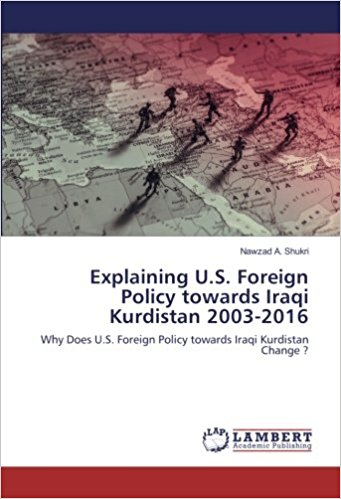 Nawzad A. Shukri
Explaining U.S. Foreign
Policy towards Iraqi
Kurdistan 2003-2016
Why Does U.S. Foreign Policy towards Iraqi Kurdistan
Change ?
LAP LAMBERT
Academic Publishing